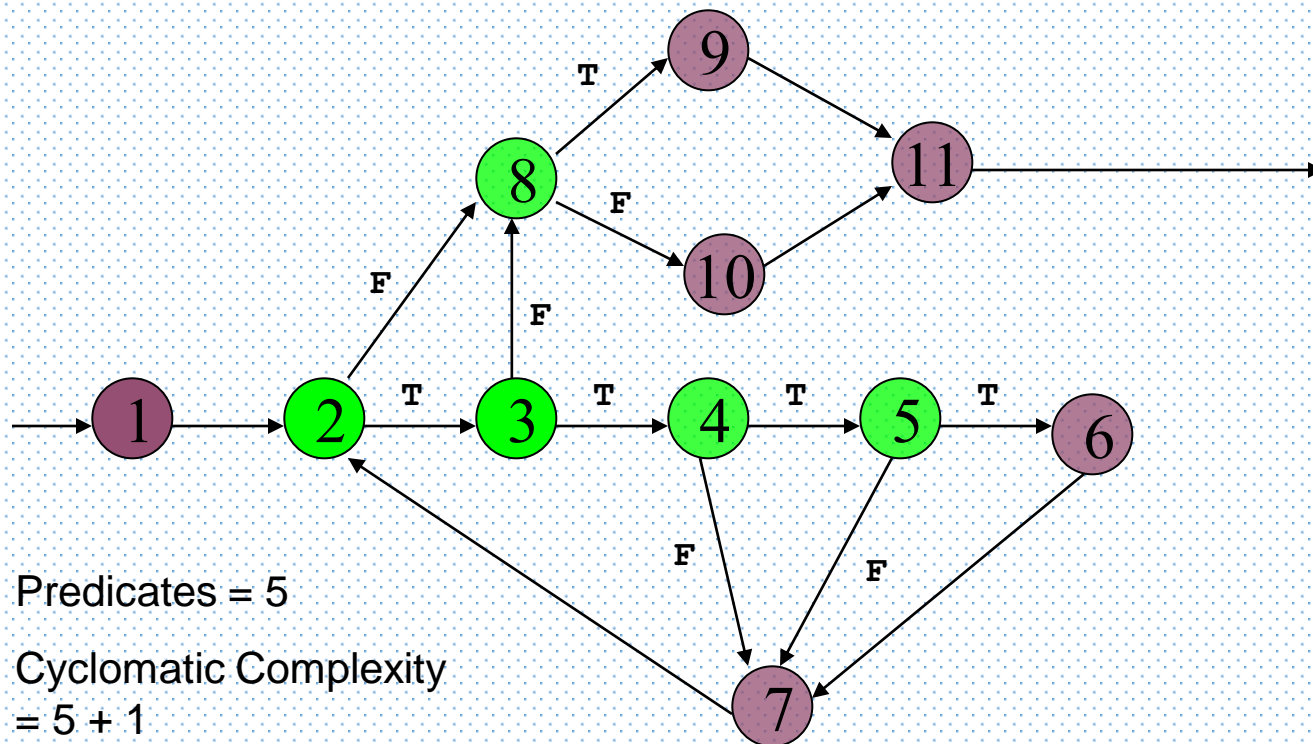 9
T
8
11
F
10
F
F
1
2
T
3
T
4
T
5
T
6
F
F
Predicates = 5
Cyclomatic Complexity
= 5 + 1
7